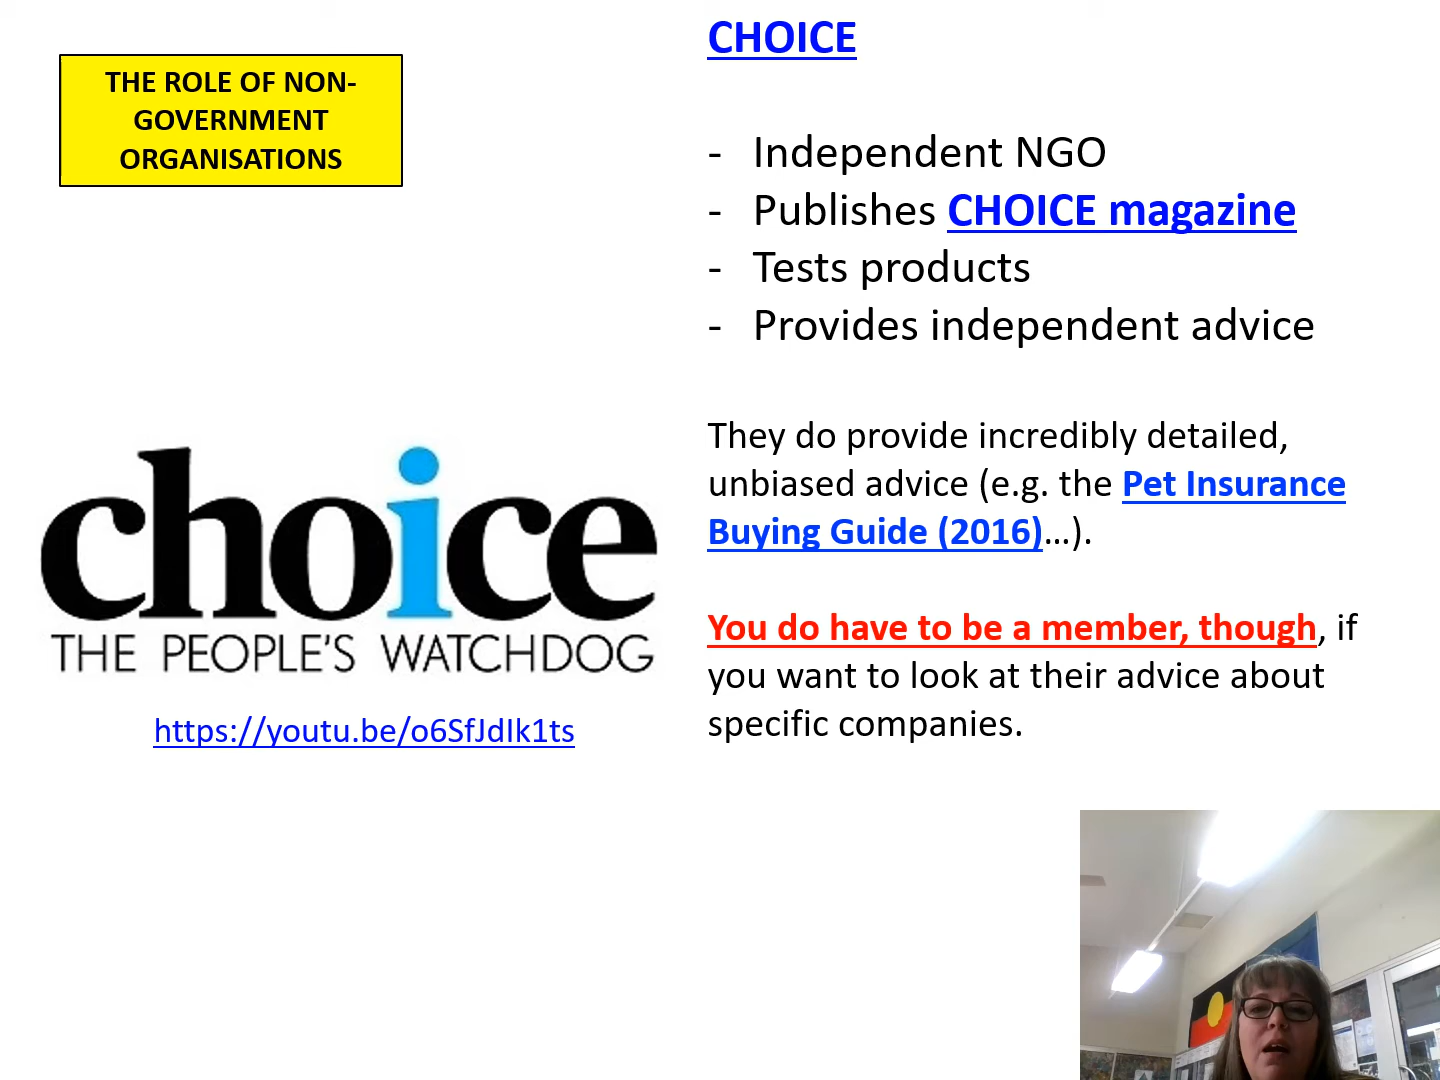 THE ROLE OF NON-
GOVERNMENT
ORGANISATIONS
choice
THE PEOPLE'S WATCHDOG
https://youtu.be/o6SfJdIk1ts
CHOICE
- Independent NGO
- Publishes CHOICE magazine
- Tests products
- Provides independent advice
They do provide incredibly detailed,
unbiased advice (e.g. the Pet Insurance
Buying Guide (2016)…).
You do have to be a member, though, if
you want to look at their advice about
specific companies.